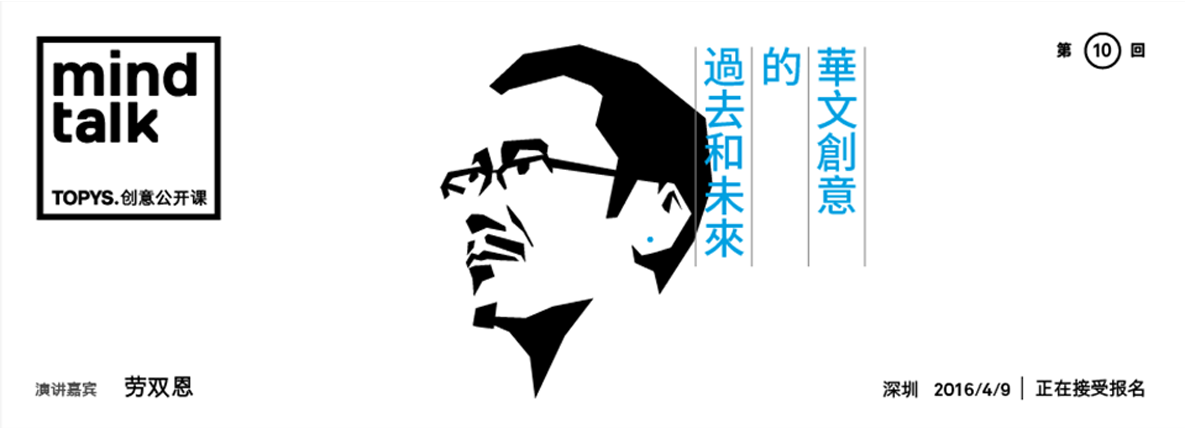 mind
talk
TOPYS.创意公开课
華文創意
的
過去和未來
第 10 回
演讲嘉宾 劳双恩
深圳 2016/4/9 | 正在接受报名